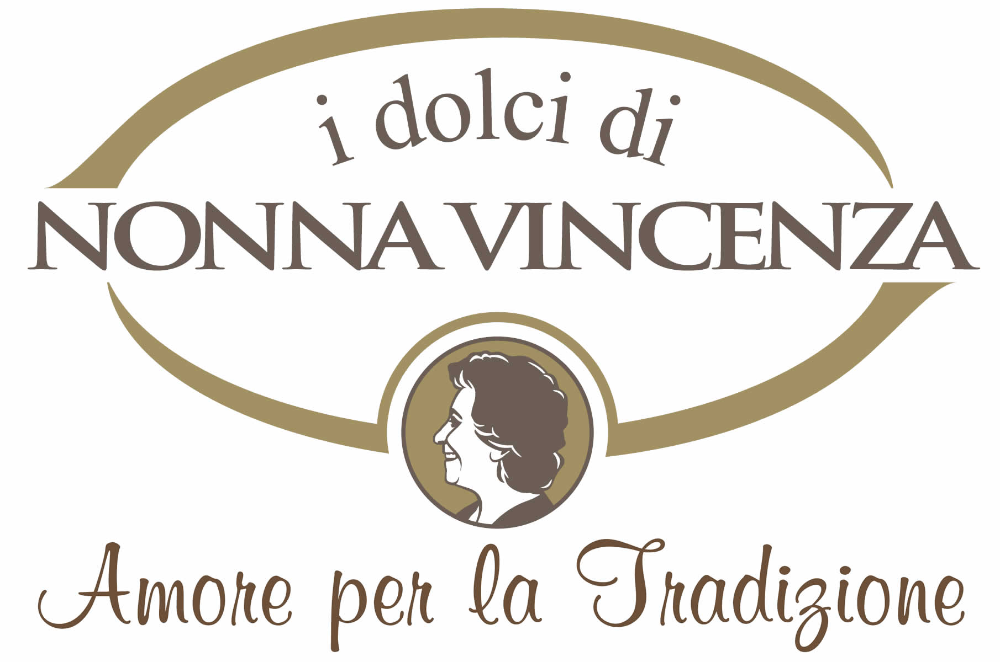 i dolci di
NONNA VINCENZA
Amore per la Tradizione